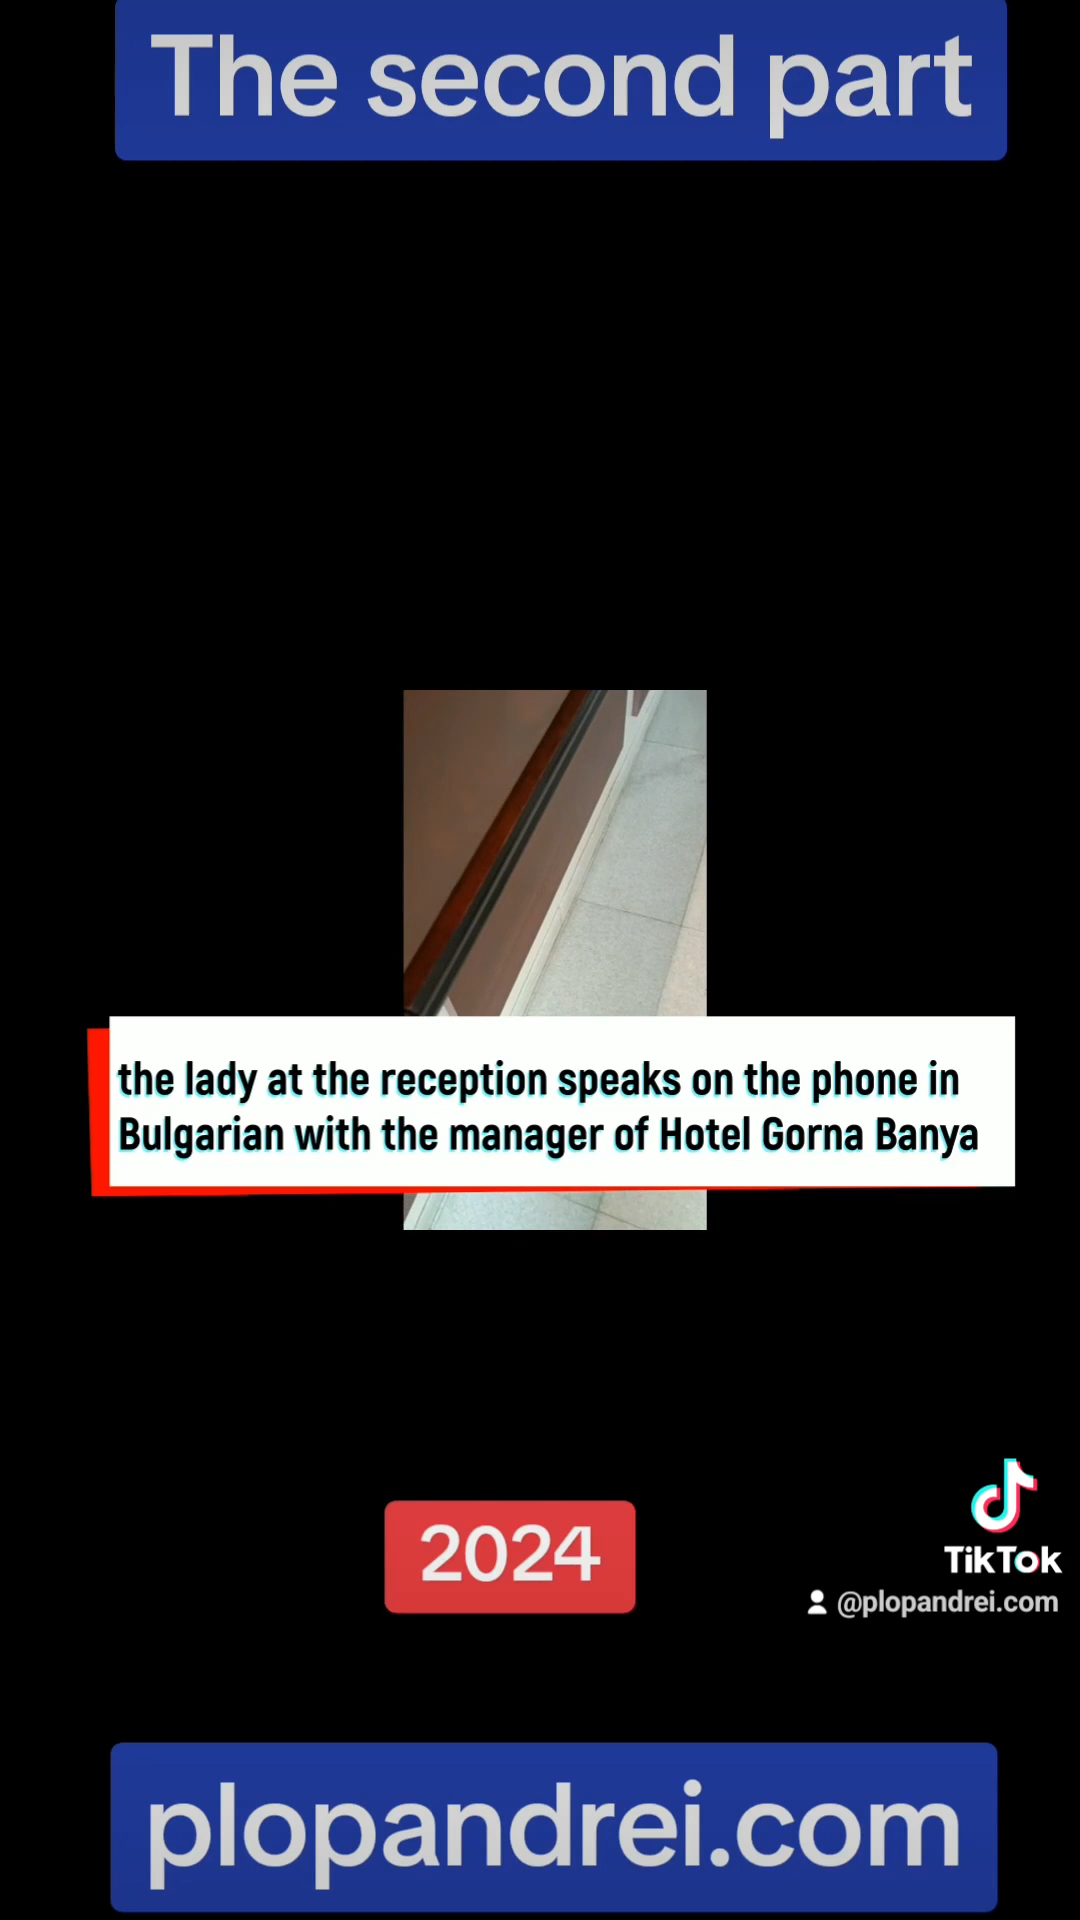 The second part
the lady at the reception speaks on the phone in
Bulgarian with the manager of Hotel Gorna Banya
2024
TikTok
@plopandrei.com
plopandrei.com